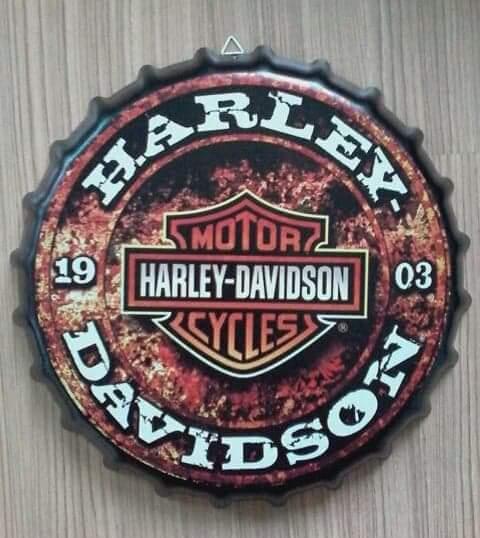 HARLEY-
19 03
MOTOR
HARLEY-DAVIDSON
CYCLES ®
DAVIDSON